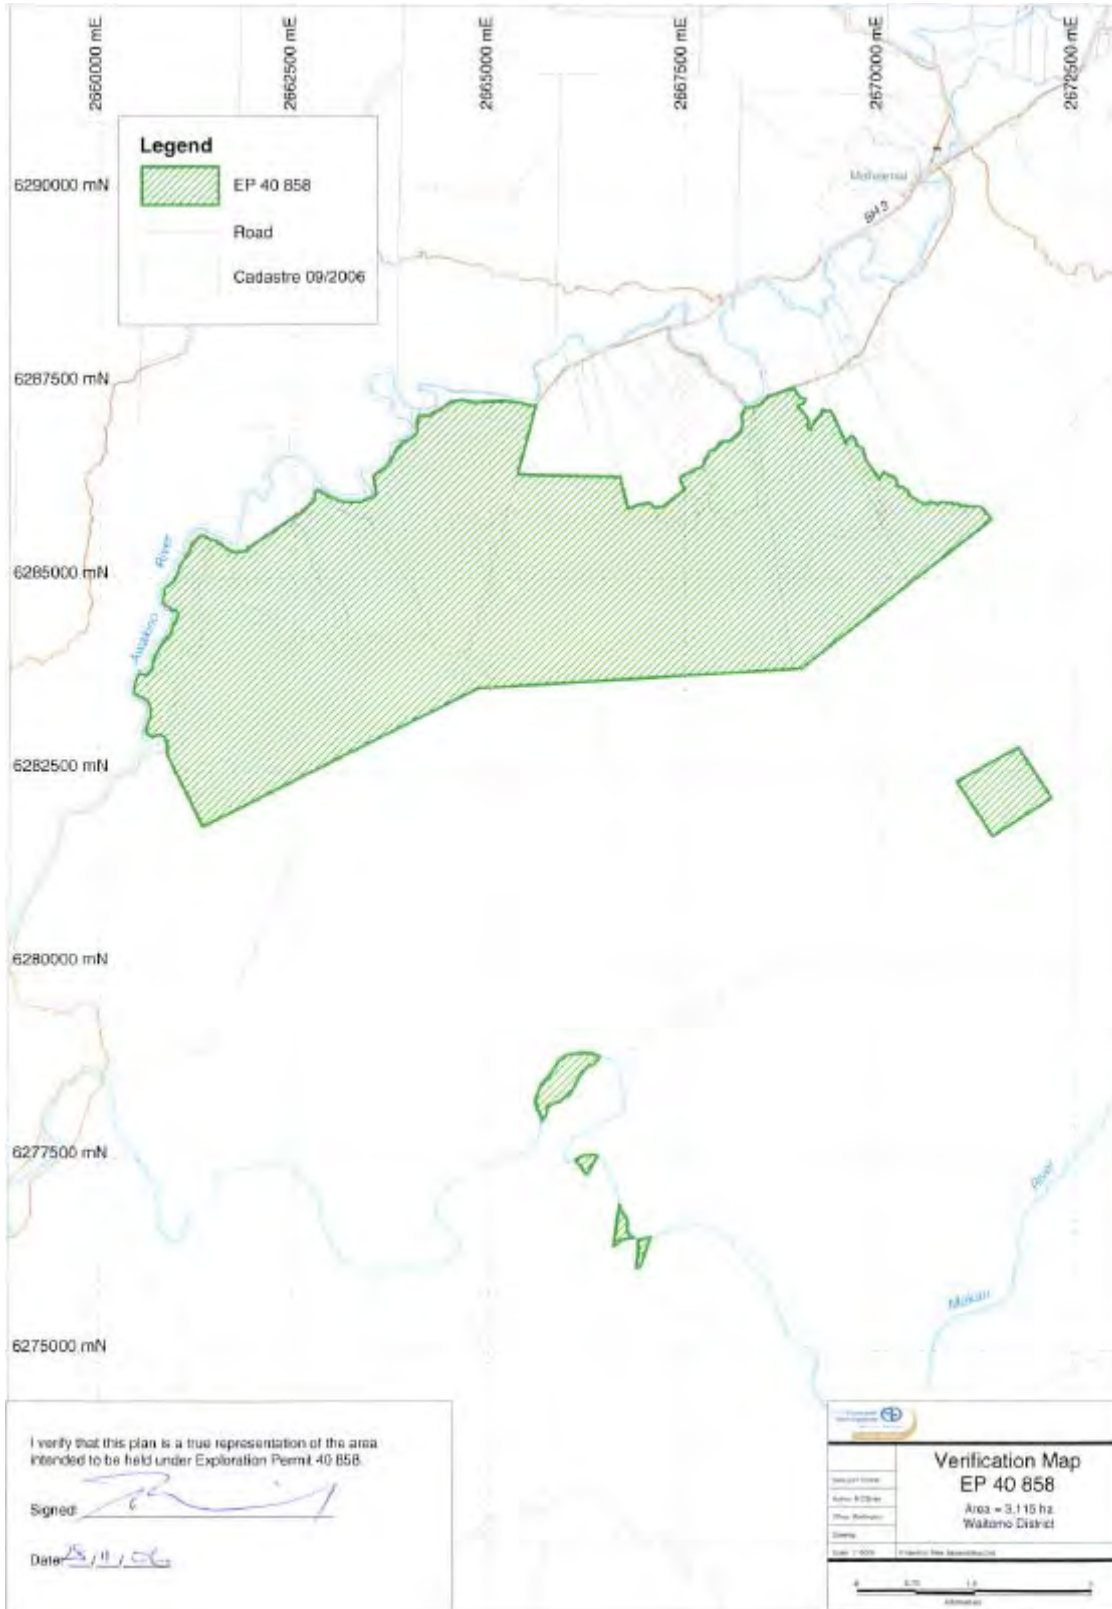 2660000 mE
2662500 mE
2665000 mE
2667500 mE
2670000 mE
2672500 mE
Legend
EP 40 858
Road
Cadastre 09/2006
6290000 mN
6287500 mN
6285000 mN
6282500 mN
6280000 mN
6277500 mN
6275000 mN
SH 3
Awakino River
Mokau River
I verify that this plan is a true representation of the area
intended to be held under Exploration Permit 40 858.
Signed:
Date:
Verification Map
EP 40 858
Area = 3,115 ha
Waitomo District